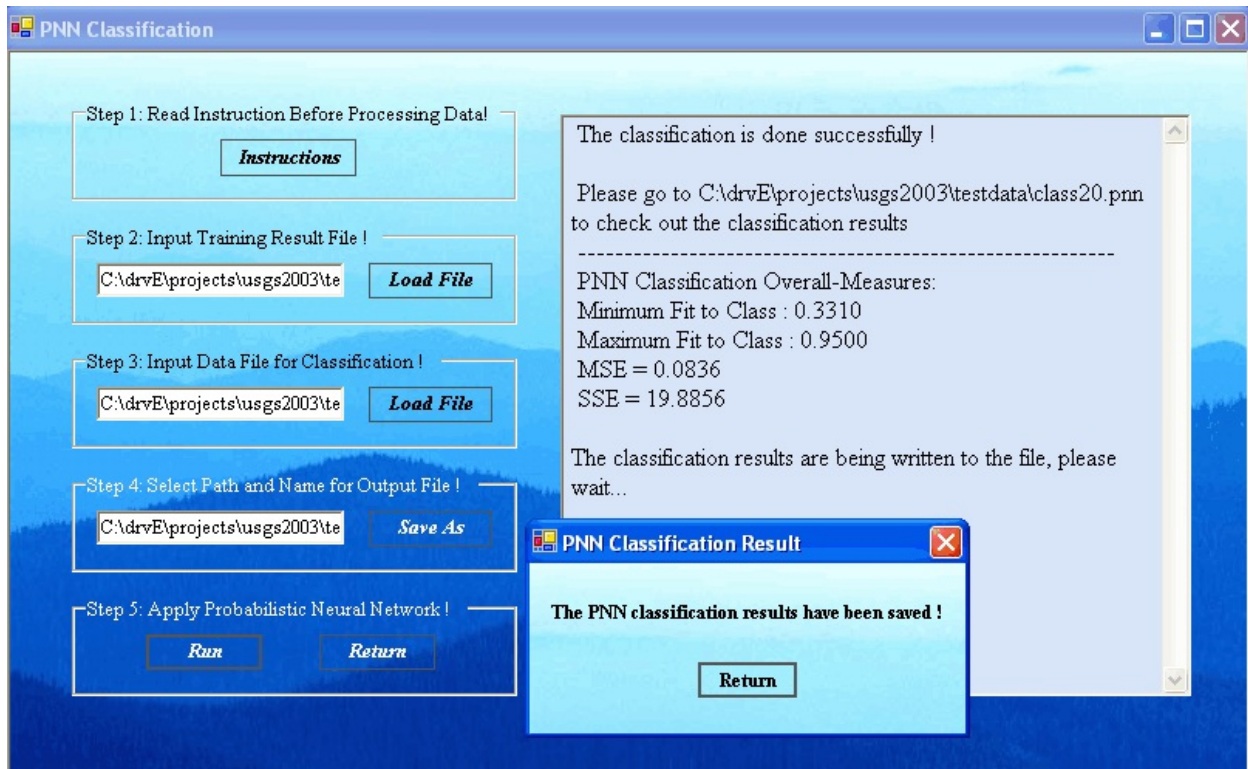 PNN Classification
Step 1: Read Instruction Before Processing Data!
Instructions
Step 2: Input Training Result File !
C:\drvE\projects\usgs2003\te
Load File
Step 3: Input Data File for Classification !
C:\drvE\projects\usgs2003\te
Load File
Step 4: Select Path and Name for Output File !
C:\drvE\projects\usgs2003\te
Save As
Step 5: Apply Probabilistic Neural Network !
Run
Return
The classification is done successfully !
Please go to C:\drvE\projects\usgs2003\testdata\class20.pnn
to check out the classification results
------------------------------------------------------------
PNN Classification Overall-Measures:
Minimum Fit to Class : 0.3310
Maximum Fit to Class : 0.9500
MSE = 0.0836
SSE = 19.8856
The classification results are being written to the file, please
wait...
PNN Classification Result
The PNN classification results have been saved !
Return